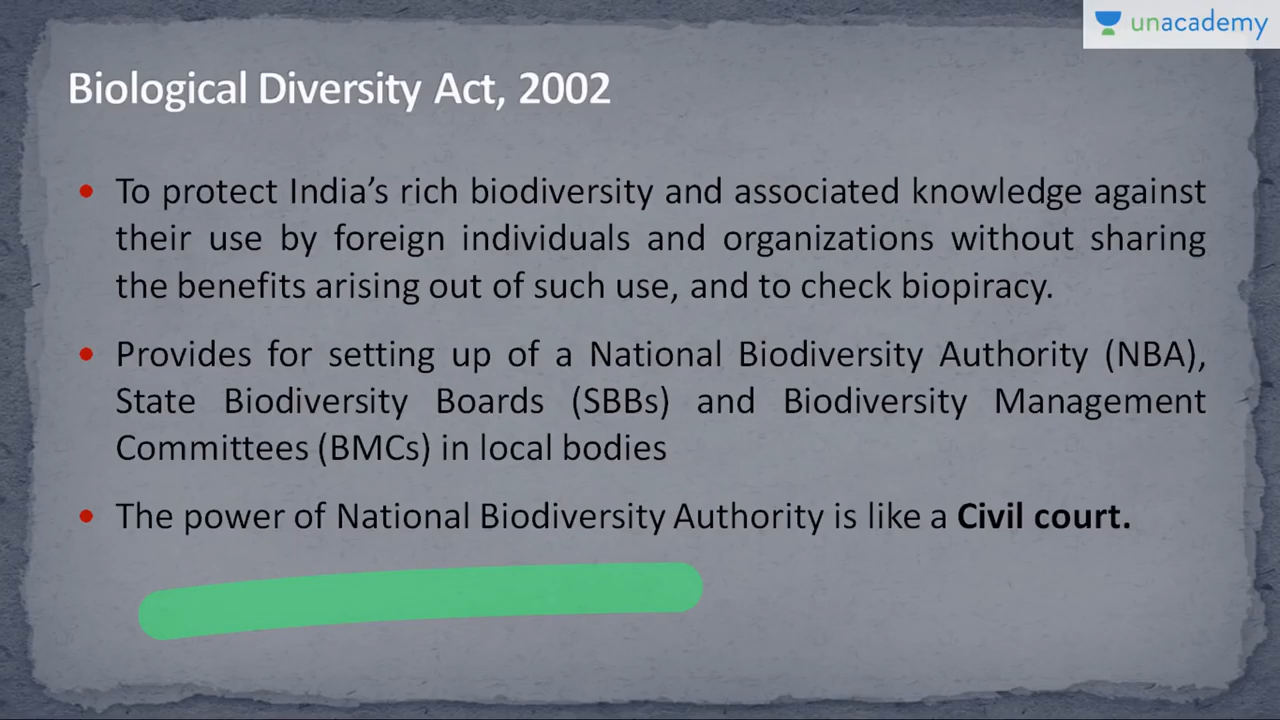 unacademy
Biological Diversity Act, 2002
• To protect India’s rich biodiversity and associated knowledge against
their use by foreign individuals and organizations without sharing
the benefits arising out of such use, and to check biopiracy.
• Provides for setting up of a National Biodiversity Authority (NBA),
State Biodiversity Boards (SBBs) and Biodiversity Management
Committees (BMCs) in local bodies
• The power of National Biodiversity Authority is like a Civil court.